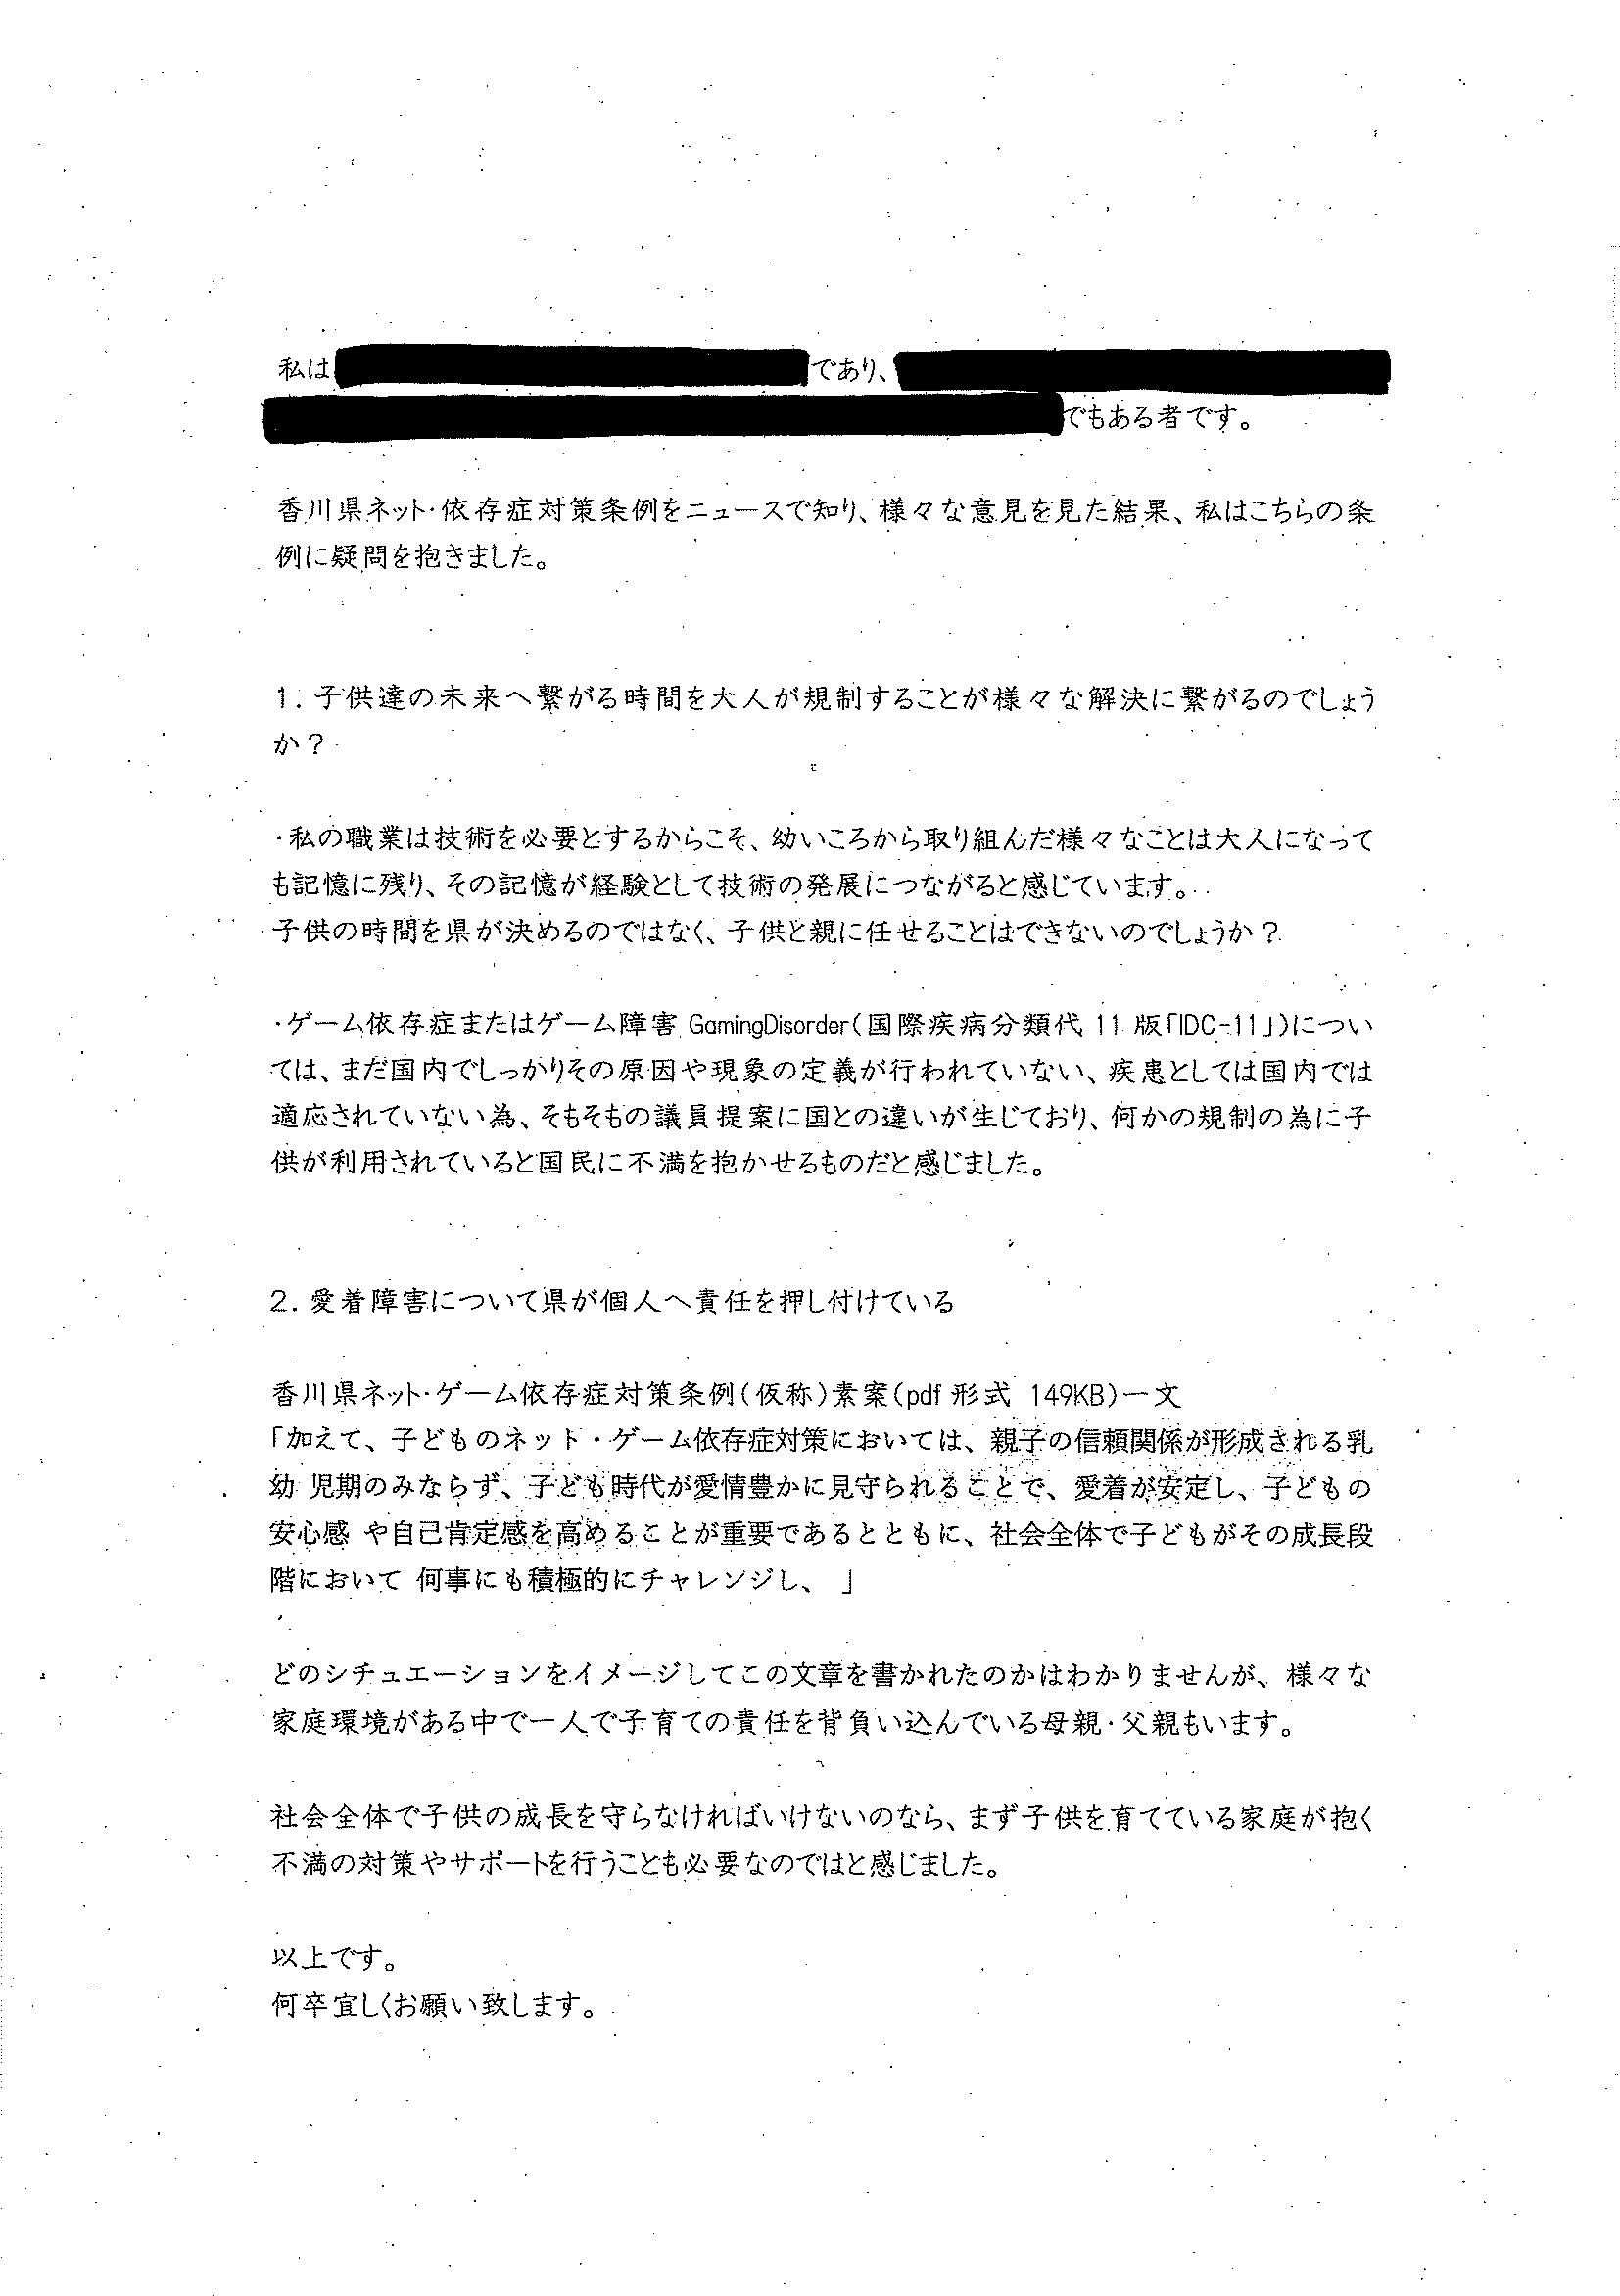 私は
であり、
でもある者です。
香川県ネット・依存症対策条例をニュースで知り、様々な意見を見た結果、私はこちらの条
例に疑問を抱きました。
1. 子供達の未来へ繋がる時間を大人が規制することが様々な解決に繋がるのでしょう
か？
・私の職業は技術を必要とするからこそ、幼いころから取り組んだ様々なことは大人になって
も記憶に残り、その記憶が経験として技術の発展につながると感じています。
子供の時間を県が決めるのではなく、子供と親に任せることはできないのでしょうか？
・ゲーム依存症またはゲーム障害 GamingDisorder(国際疾病分類代 11 版「IDC-11」)につい
ては、まだ国内でしっかりその原因や現象の定義が行われていない、疾患としては国内では
適応されていない為、そもそもの議員提案に国との違いが生じており、何かの規制の為に子
供が利用されていると国民に不満を抱かせるものだと感じました。
2. 愛着障害について県が個人へ責任を押し付けている
香川県ネット・ゲーム依存症対策条例(仮称)素案(pdf 形式 149KB)一文
「加えて、子どものネット・ゲーム依存症対策においては、親子の信頼関係が形成される乳
幼 児期のみならず、子ども時代が愛情豊かに見守られることで、愛着が安定し、子どもの
安心感 や自己肯定感を高めることが重要であるとともに、社会全体で子どもがその成長段
階において 何事にも積極的にチャレンジし、 」
どのシチュエーションをイメージしてこの文章を書かれたのかはわかりませんが、様々な
家庭環境がある中で一人で子育ての責任を背負い込んでいる母親・父親もいます。
社会全体で子供の成長を守らなければいけないのなら、まず子供を育てている家庭が抱く
不満の対策やサポートを行うことも必要なのではと感じました。
以上です。
何卒宜しくお願い致します。